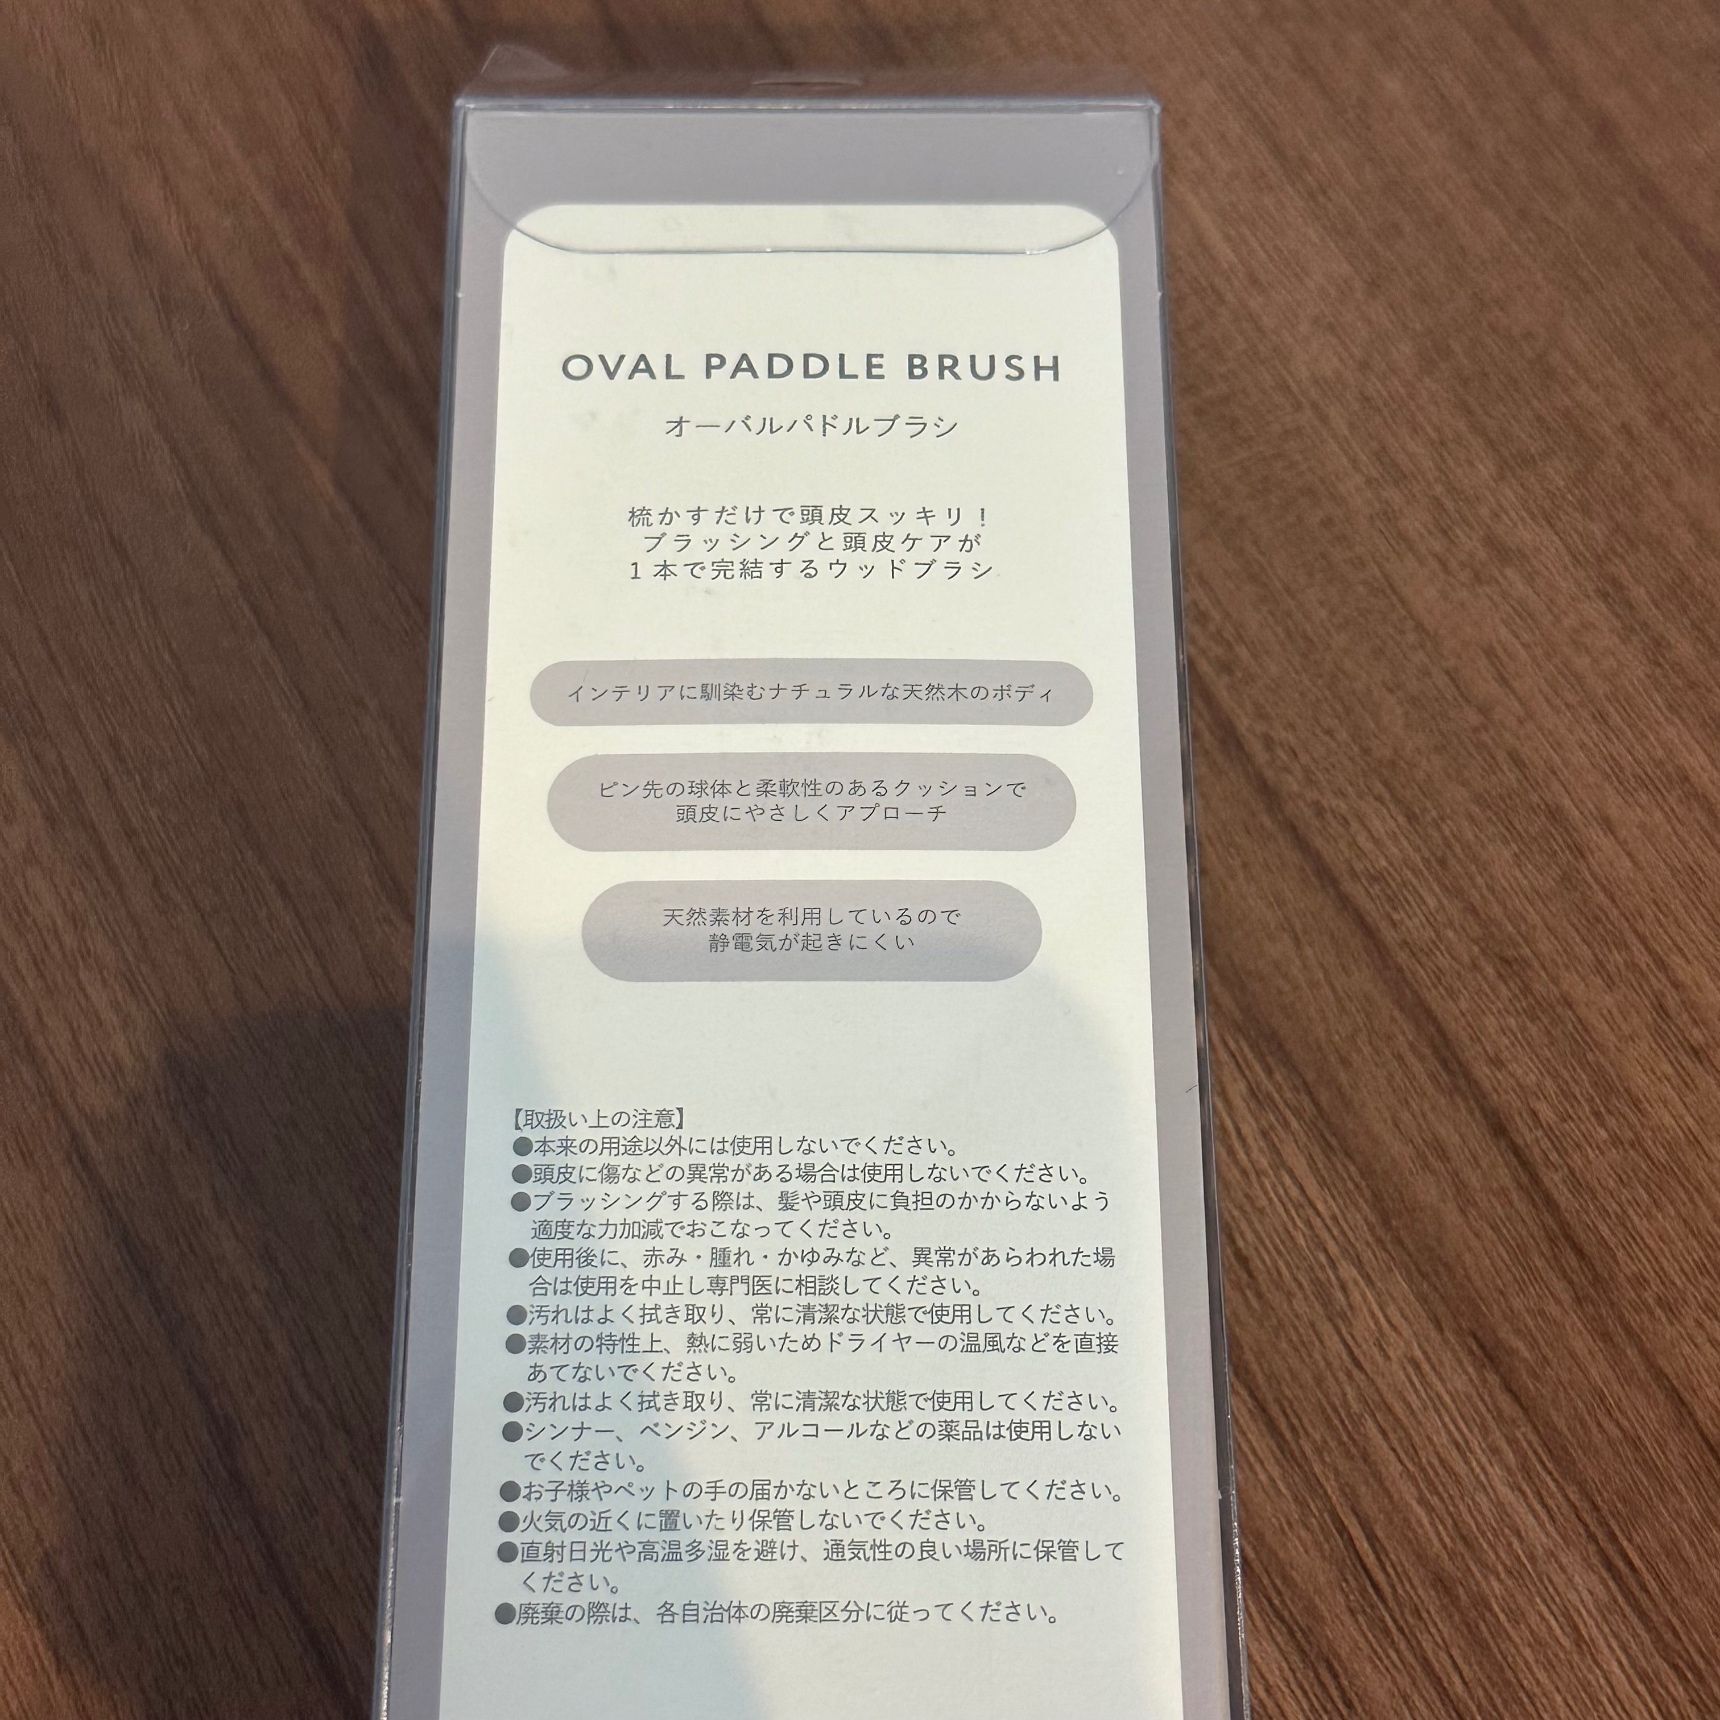 OVAL PADDLE BRUSH
オーバルパドルブラシ
梳かすだけで頭皮スッキリ！
ブラッシングと頭皮ケアが
1本で完結するウッドブラシ
インテリアに馴染むナチュラルな天然木のボディ
ピン先の球体と柔軟性のあるクッションで
頭皮にやさしくアプローチ
天然素材を利用しているので
静電気が起きにくい
【取扱い上の注意】
●本来の用途以外には使用しないでください。
●頭皮に傷などの異常がある場合は使用しないでください。
●ブラッシングする際は、髪や頭皮に負担のかからないよう
適度な力加減でおこなってください。
●使用後に、赤み・腫れ・かゆみなど、異常があらわれた場
合は使用を中止し専門医に相談してください。
●汚れはよく拭き取り、常に清潔な状態で使用してください。
●素材の特性上、熱に弱いためドライヤーの温風などを直接
あてないでください。
●汚れはよく拭き取り、常に清潔な状態で使用してください。
●シンナー、ベンジン、アルコールなどの薬品は使用しない
でください。
●お子様やペットの手の届かないところに保管してください。
●火気の近くに置いたり保管しないでください。
●直射日光や高温多湿を避け、通気性の良い場所に保管して
ください。
●廃棄の際は、各自治体の廃棄区分に従ってください。